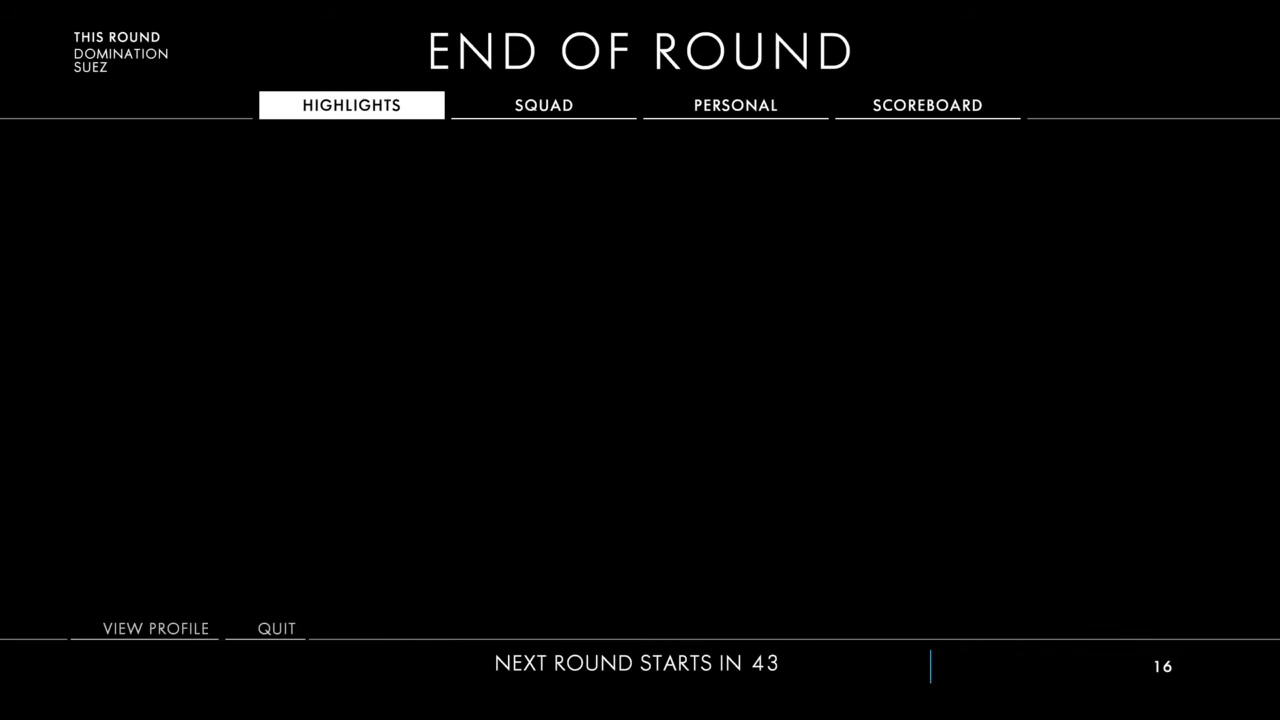 THIS ROUND
DOMINATION
SUEZ
END OF ROUND
HIGHLIGHTS
SQUAD
PERSONAL
SCOREBOARD
VIEW PROFILE
QUIT
NEXT ROUND STARTS IN 43
16